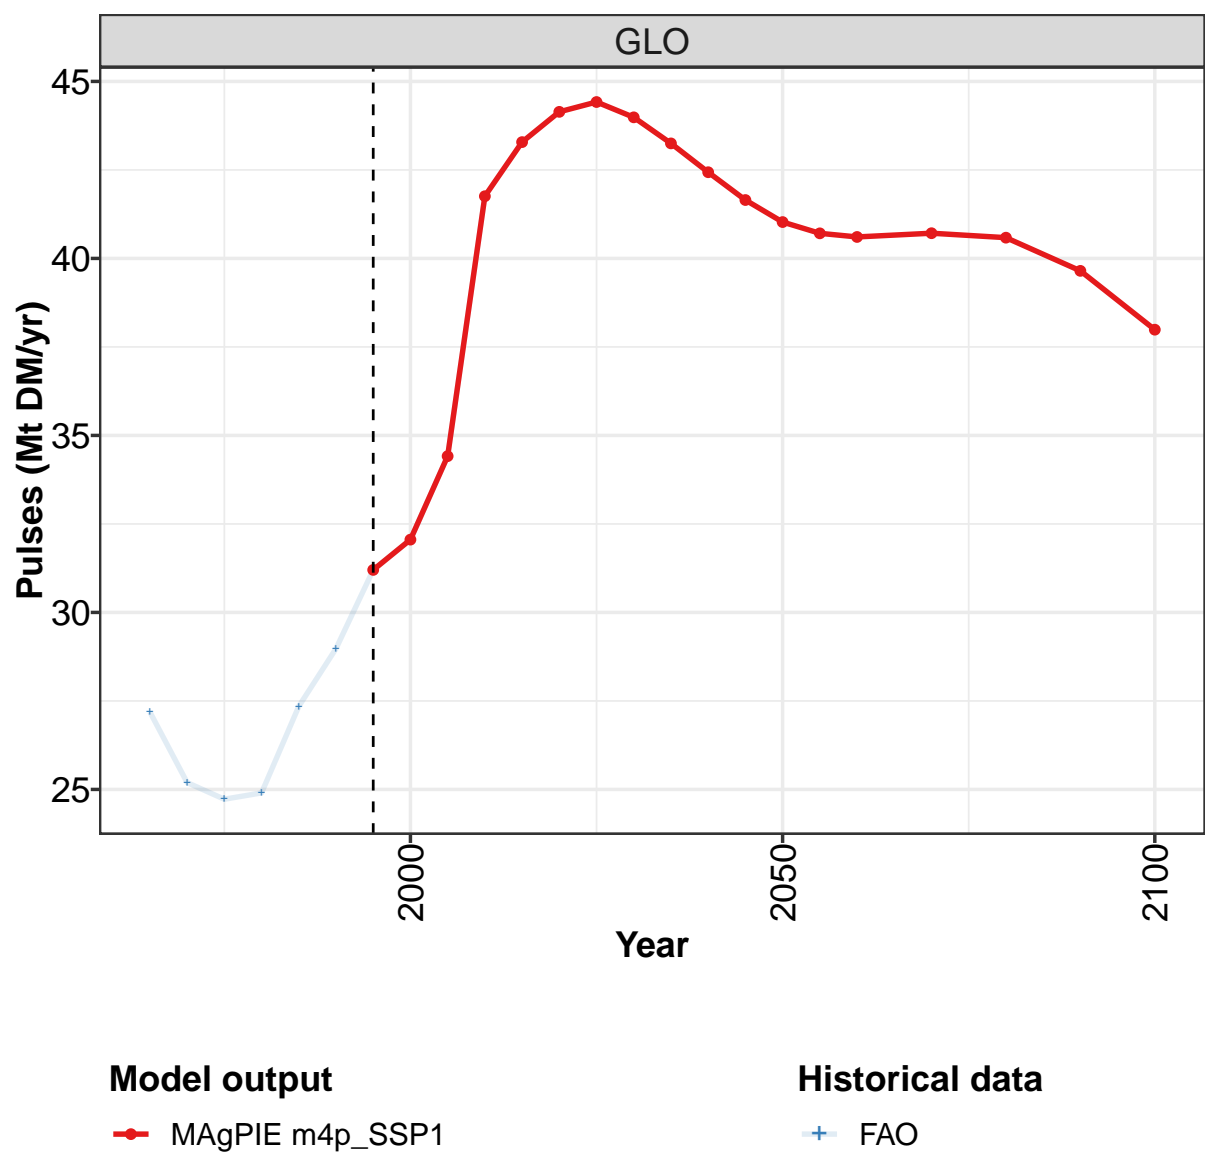 GLO
45
40
35
30
25
Pulses (Mt DM/yr)
2000
2050
2100
Year
Model output
MAgPIE m4p_SSP1
Historical data
FAO